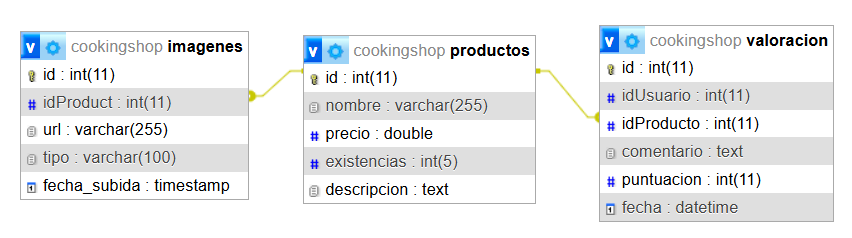 cookingshop imagenes
id : int(11)
idProduct : int(11)
url : varchar(255)
tipo : varchar(100)
fecha_subida : timestamp
cookingshop productos
id : int(11)
nombre : varchar(255)
precio : double
existencias : int(5)
descripcion : text
cookingshop valoracion
id : int(11)
idUsuario : int(11)
idProducto : int(11)
comentario : text
puntuacion : int(11)
fecha : datetime